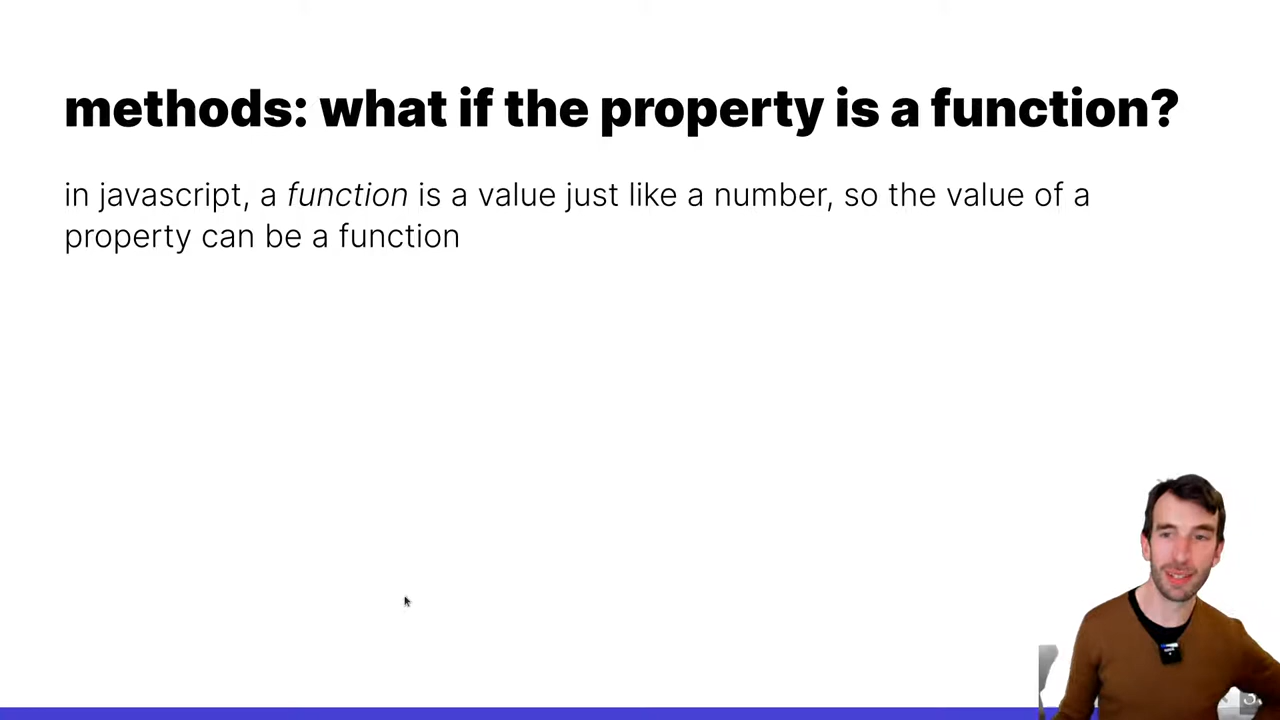 methods: what if the property is a function?
in javascript, a function is a value just like a number, so the value of a
property can be a function